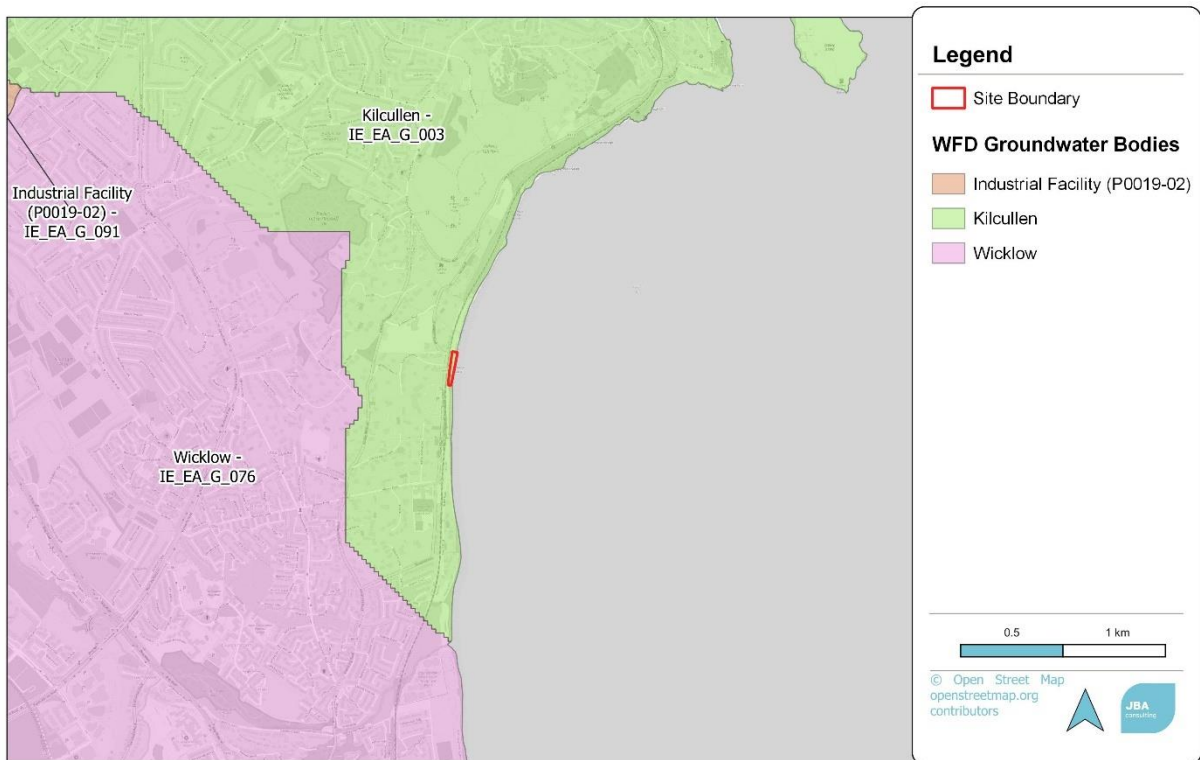 Kilcullen -
IE_EA_G_003
Industrial Facility
(P0019-02) -
IE_EA_G_091
Wicklow -
IE_EA_G_076
Legend
Site Boundary
WFD Groundwater Bodies
Industrial Facility (P0019-02)
Kilcullen
Wicklow
0.5 1 km
© Open Street Map
openstreetmap.org
contributors
JBA
consulting